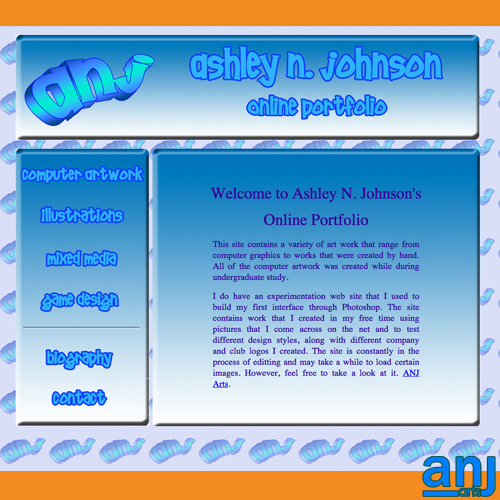 anj
ashley n. johnson
online portfolio
computer artwork
illustrations
mixed media
game design
biography
contact
Welcome to Ashley N. Johnson's
Online Portfolio
This site contains a variety of art work that range from
computer graphics to works that were created by hand.
All of the computer artwork was created while during
undergraduate study.
I do have an experimentation web site that I used to
build my first interface through Photoshop. The site
contains work that I created in my free time using
pictures that I come across on the net and to test
different design styles, along with different company
and club logos I created. The site is constantly in the
process of editting and may take a while to load certain
images. However, feel free to take a look at it. ANJ
Arts.
anj
arts